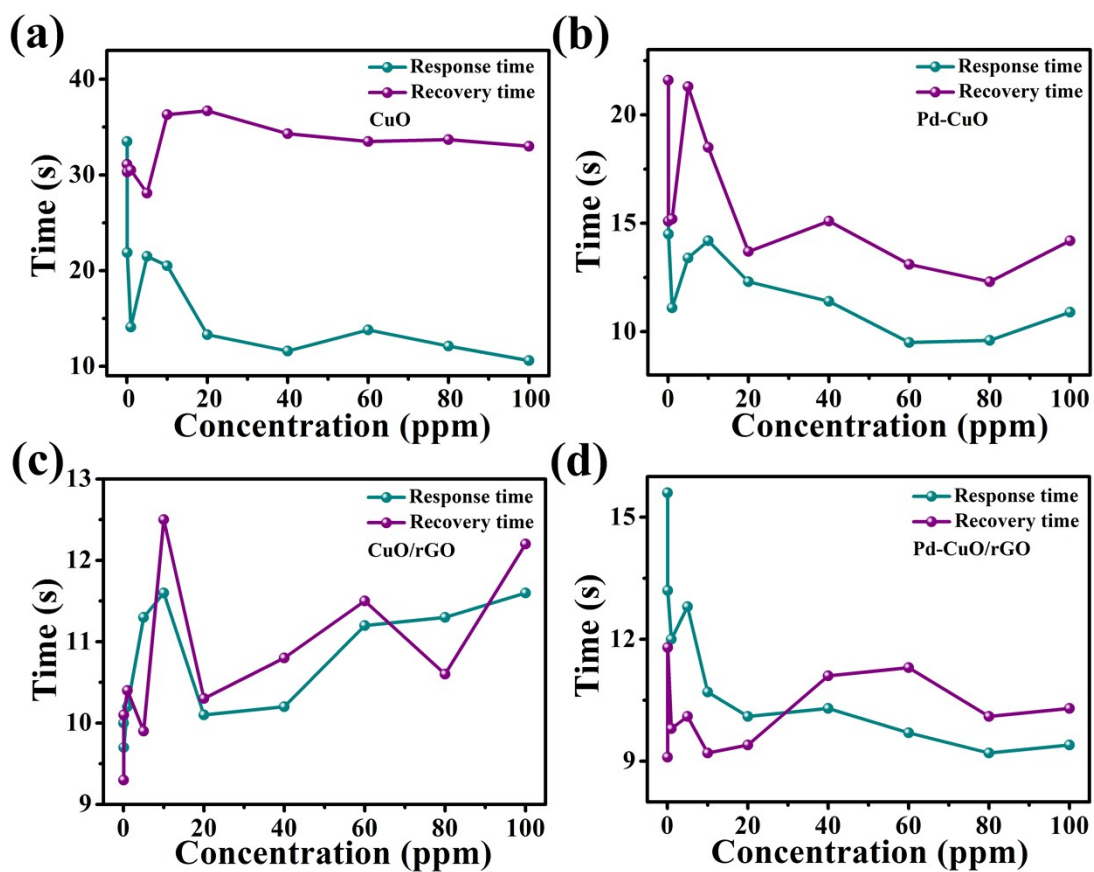 (a)
Response time
Recovery time
CuO
40
30
20
10
Time (s)
0 20 40 60 80 100
Concentration (ppm)
(b)
Response time
Recovery time
Pd-CuO
20
15
10
Time (s)
0 20 40 60 80 100
Concentration (ppm)
(c)
Response time
Recovery time
CuO/rGO
13
12
11
10
9
Time (s)
0 20 40 60 80 100
Concentration (ppm)
(d)
Response time
Recovery time
Pd-CuO/rGO
15
12
9
Time (s)
0 20 40 60 80 100
Concentration (ppm)